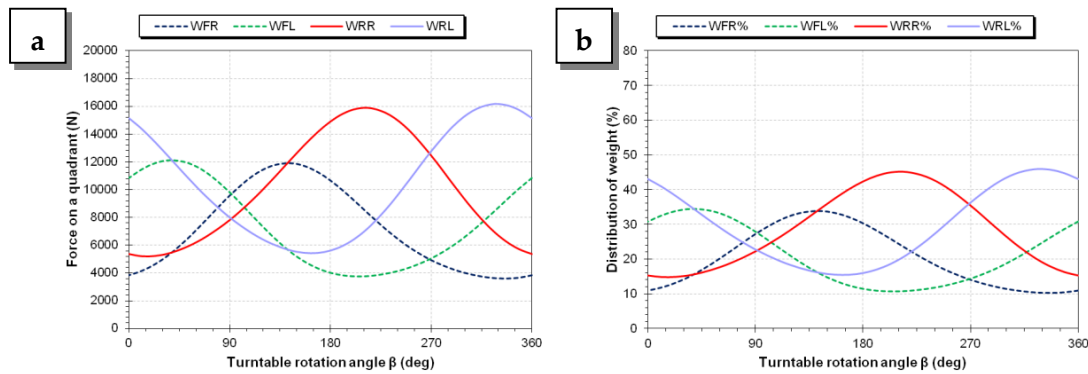 a
WFR WFL WRR WRL
20000
18000
16000
14000
12000
10000
8000
6000
4000
2000
0
Force on a quadrant (N)
0 90 180 270 360
Turntable rotation angle β (deg)
b
WFR% WFL% WRR% WRL%
80
70
60
50
40
30
20
10
0
Distribution of weight (%)
0 90 180 270 360
Turntable rotation angle β (deg)